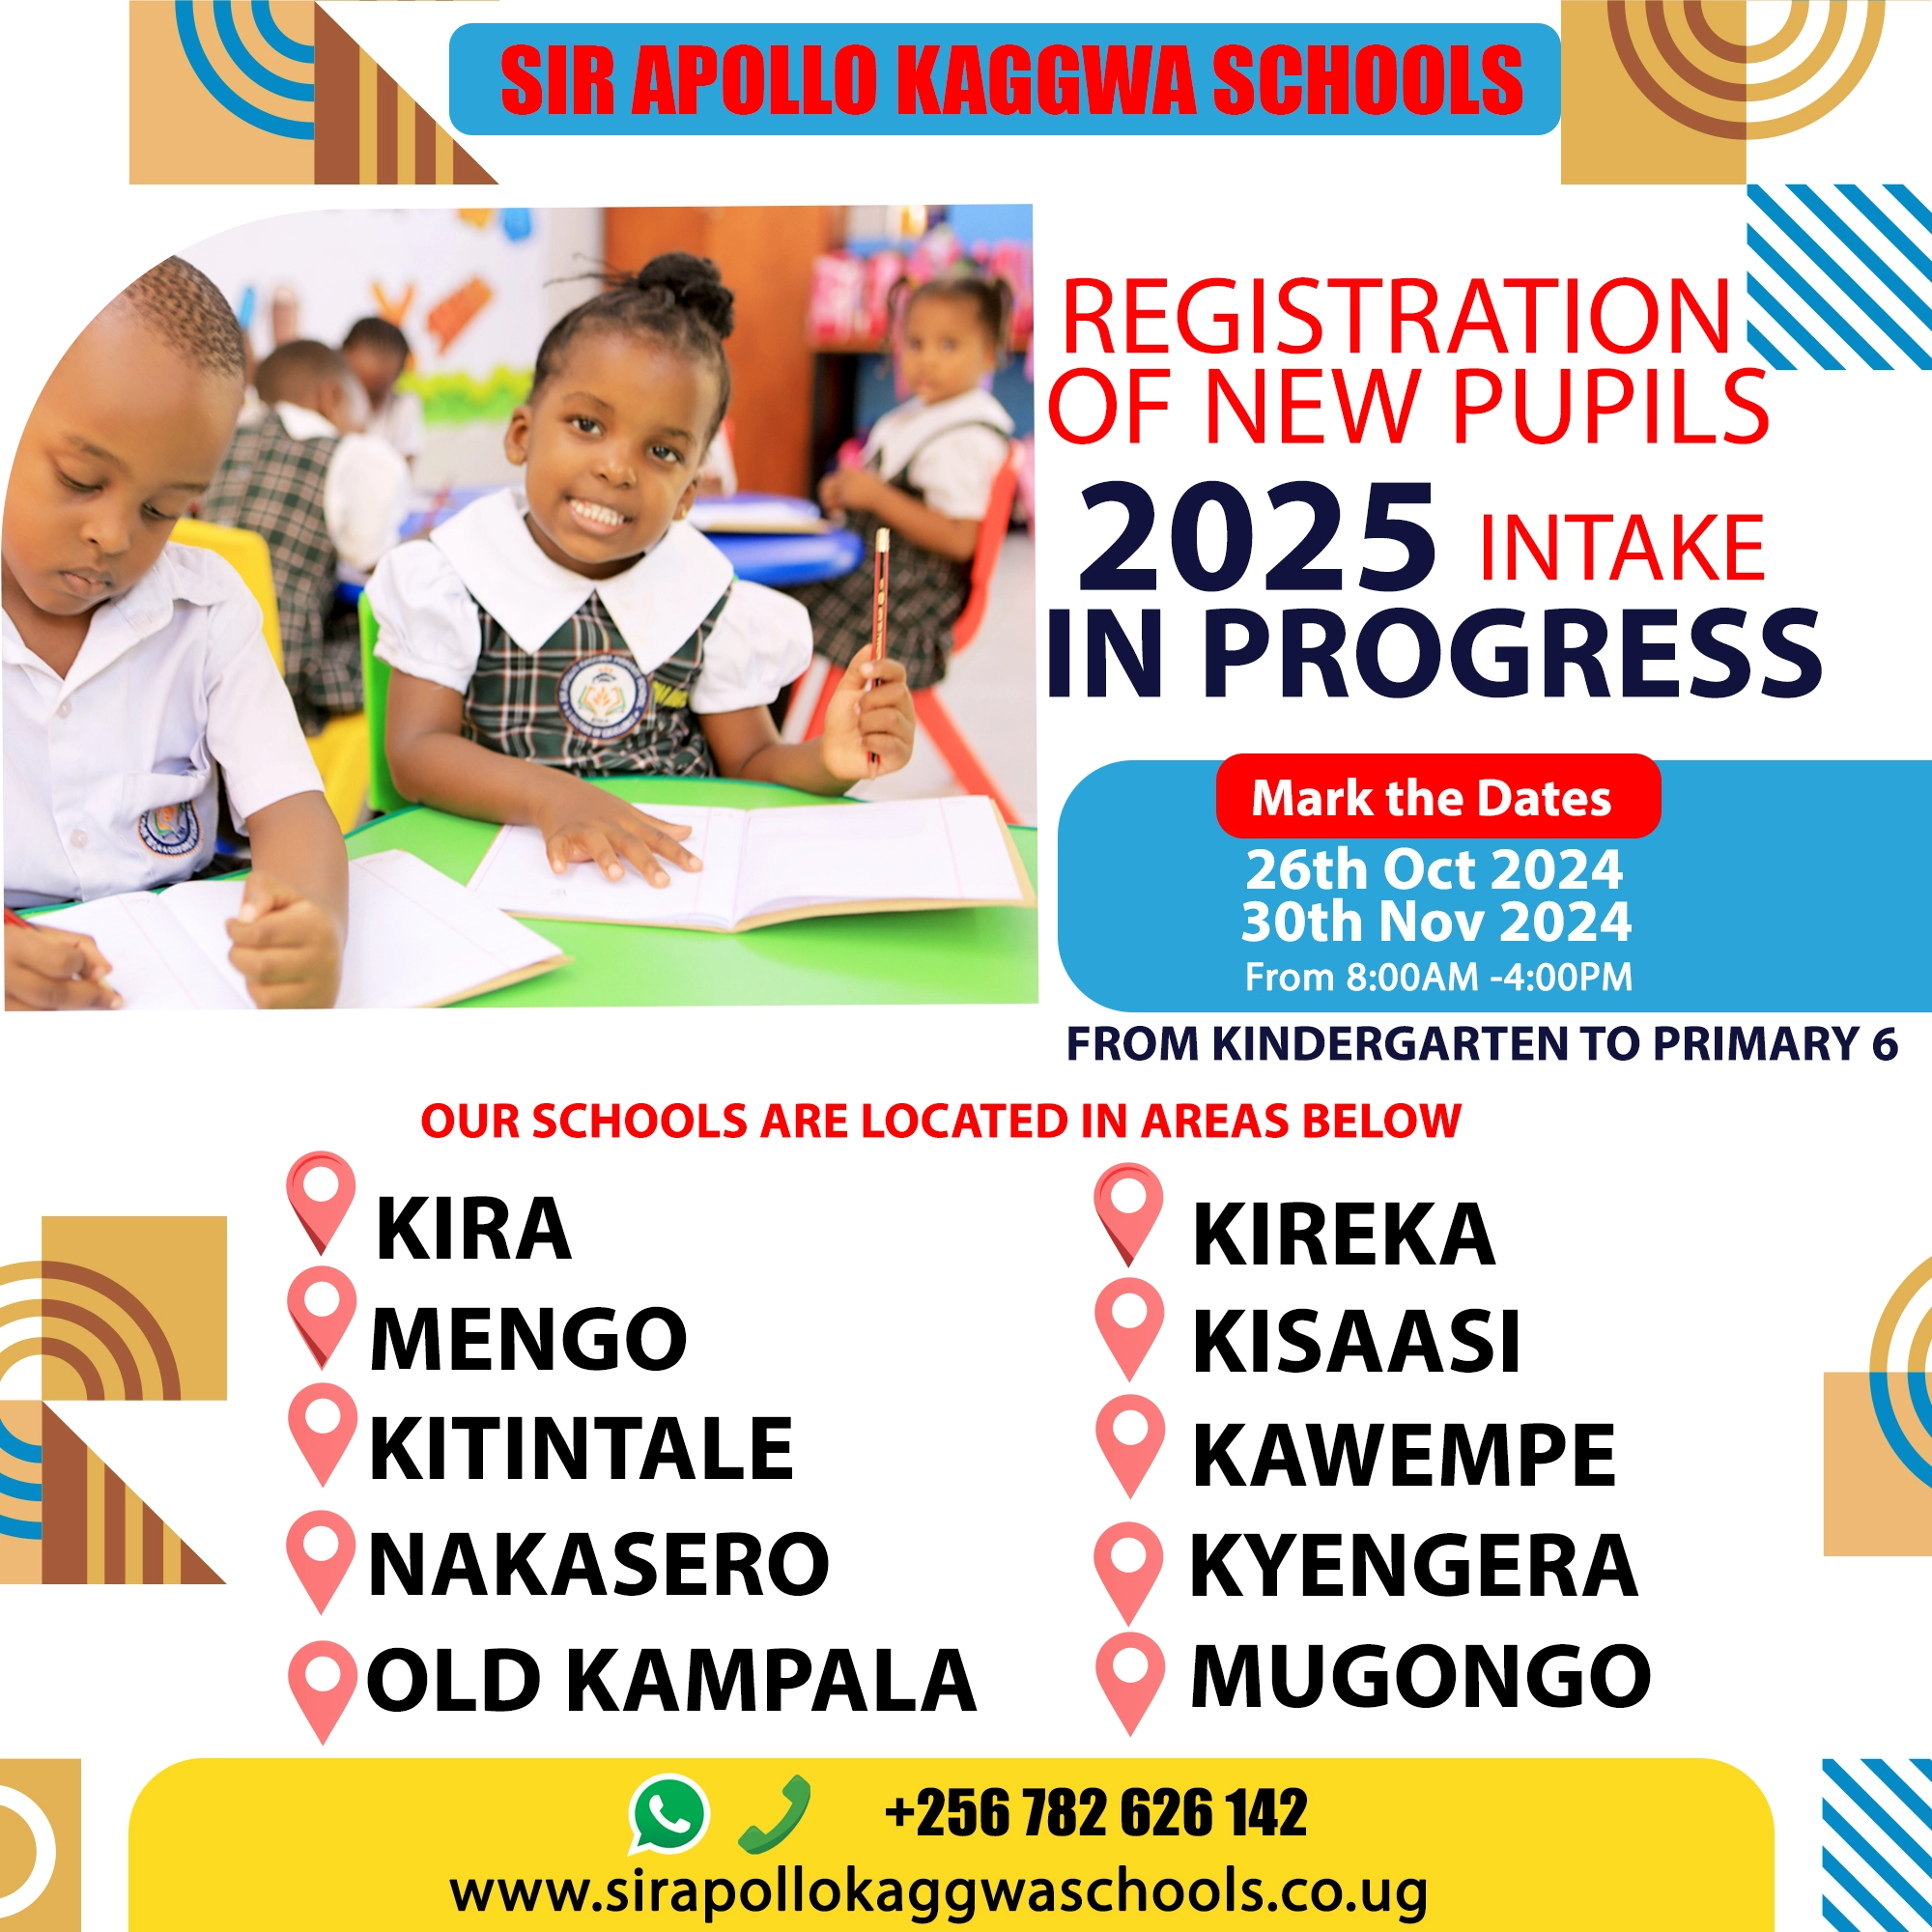 SIR APOLLO KAGGWA SCHOOLS
REGISTRATION
OF NEW PUPILS
2025 INTAKE
IN PROGRESS
Mark the Dates
26th Oct 2024
30th Nov 2024
From 8:00AM -4:00PM
FROM KINDERGARTEN TO PRIMARY 6
OUR SCHOOLS ARE LOCATED IN AREAS BELOW
KIRA
MENGO
KITINTALE
NAKASERO
OLD KAMPALA
KIREKA
KISAASI
KAWEMPE
KYENGERA
MUGONGO
+256 782 626 142
www.sirapollokaggwaschools.co.ug